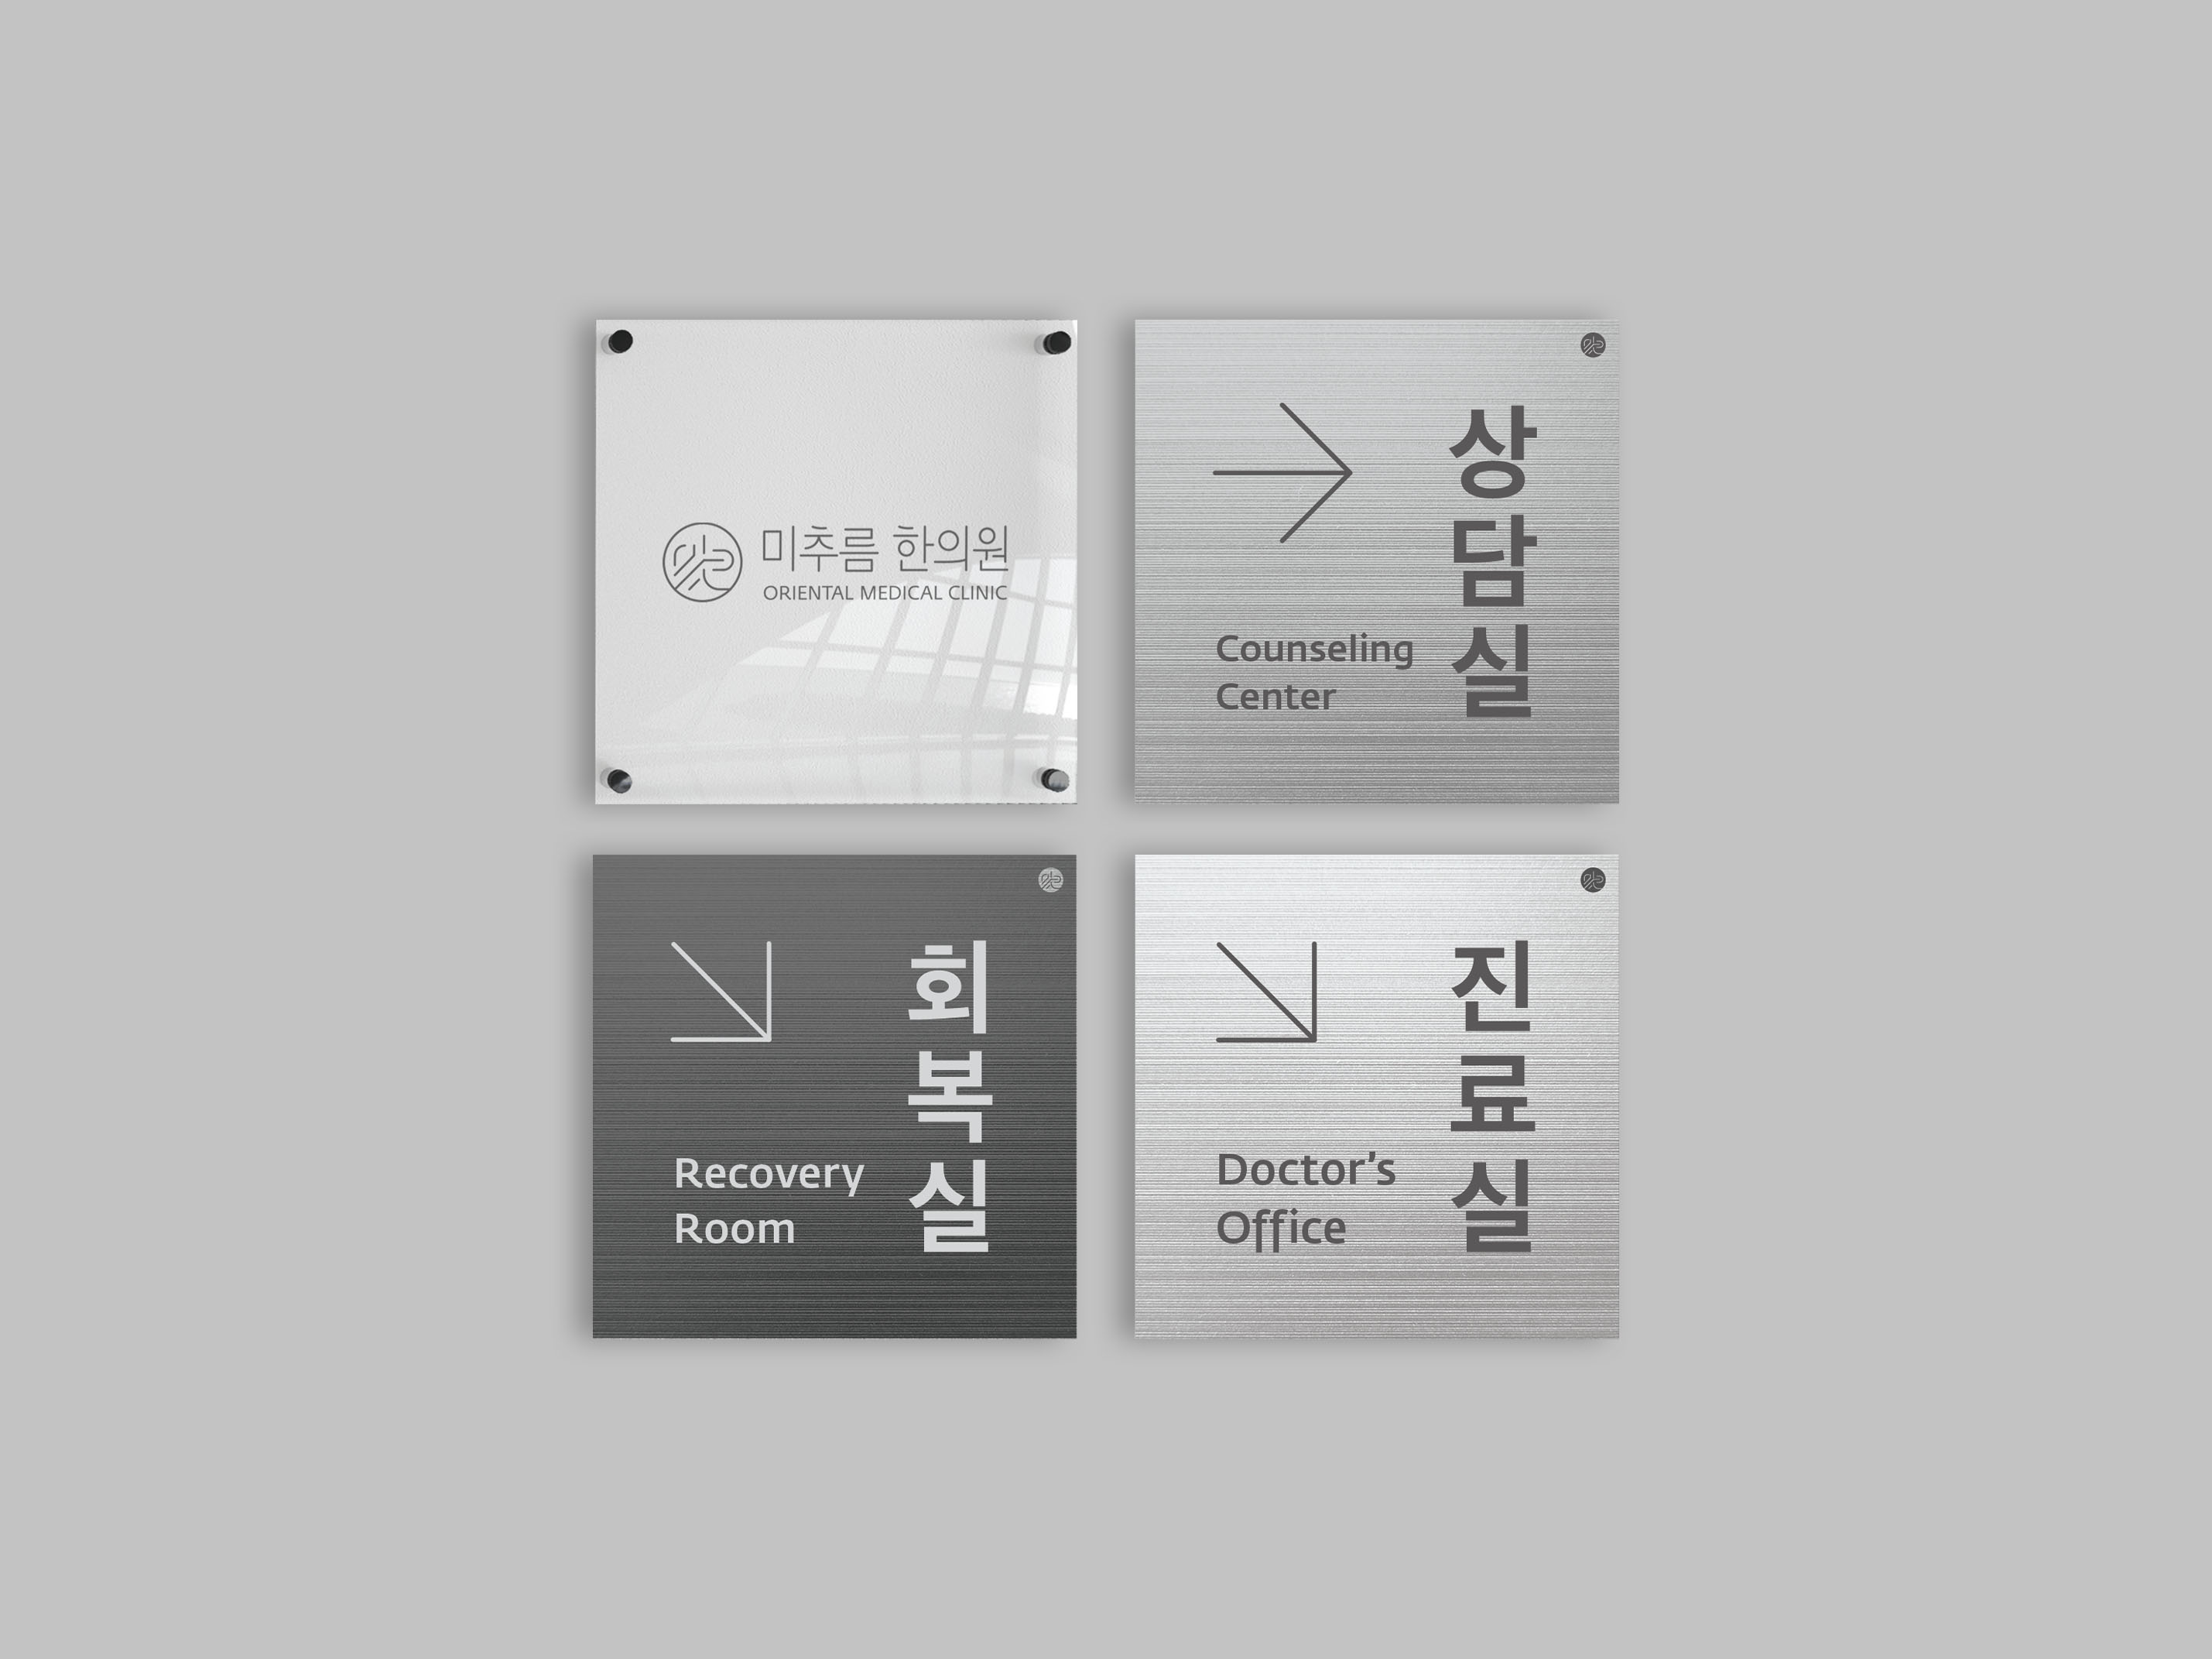 미추름 한의원
ORIENTAL MEDICAL CLINIC
상담실
Counseling
Center
회복실
Recovery
Room
진료실
Doctor's
Office